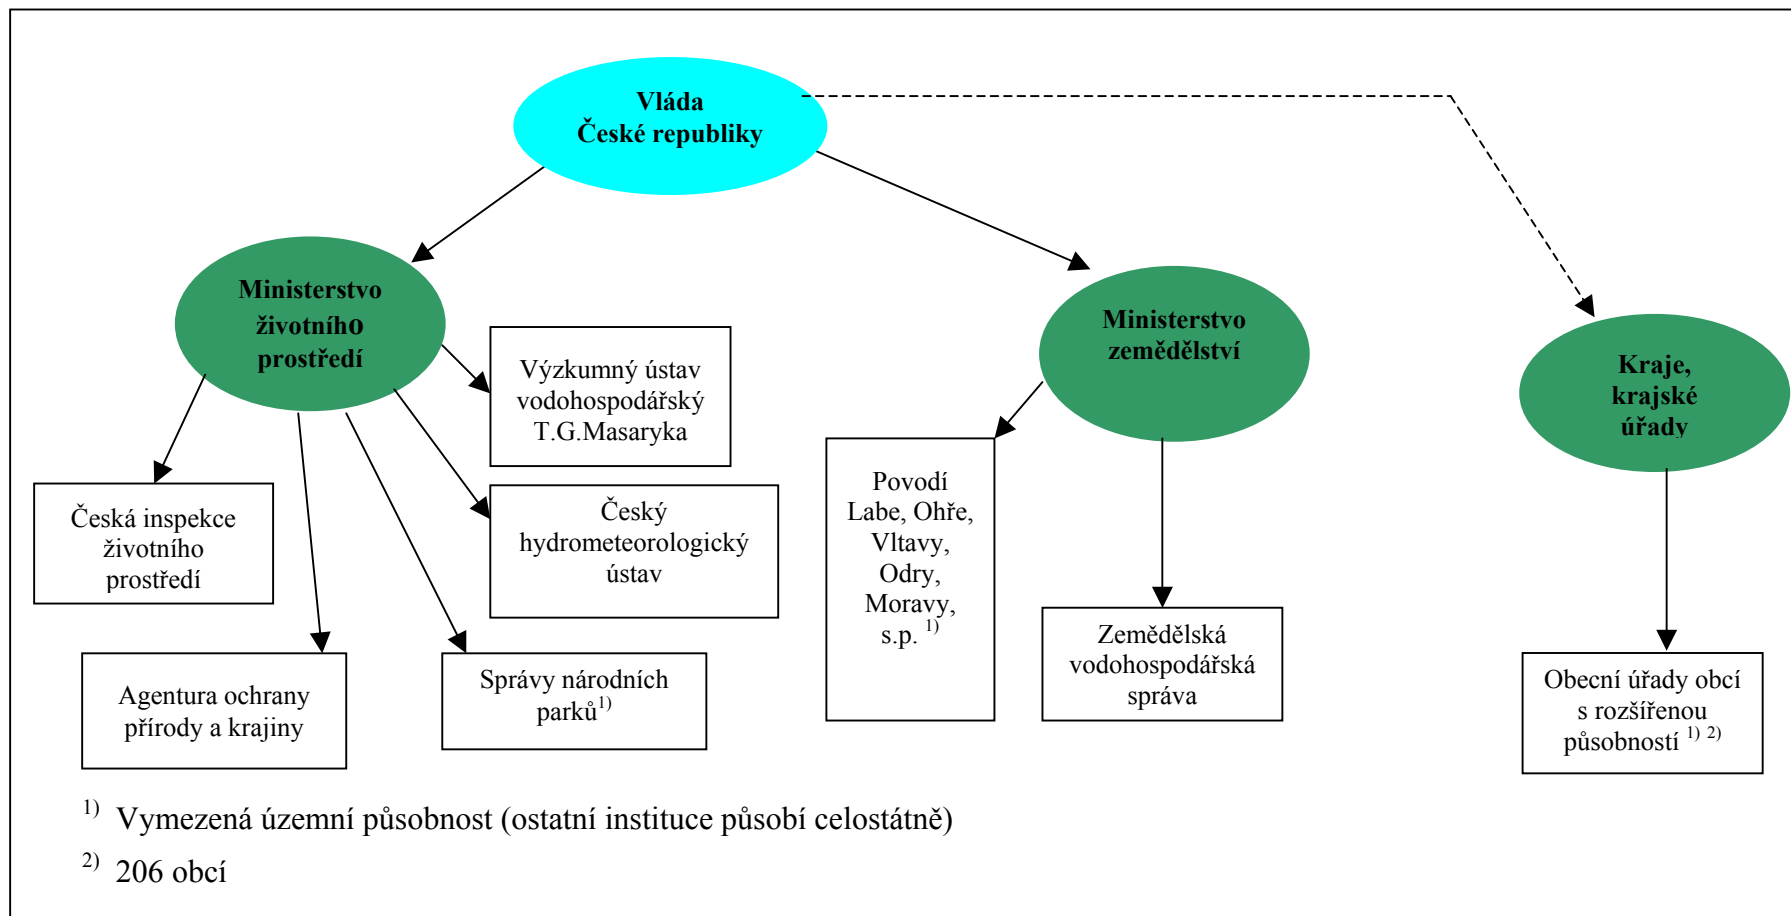 Vláda
České republiky
Ministerstvo
životního
prostředí
Ministerstvo
zemědělství
Kraje,
krajské
úřady
Výzkumný ústav
vodohospodářský
T.G.Masaryka
Česká inspekce
životního
prostředí
Český
hydrometeorologický
ústav
Povodí
Labe, Ohře,
Vltavy,
Odry,
Moravy,
s.p. 1)
Zemědělská
vodohospodářská
správa
Agentura ochrany
přírody a krajiny
Správy národních
parků1)
Obecní úřady obcí
s rozšířenou
působností 1) 2)
1) Vymezená územní působnost (ostatní instituce působí celostátně)
2) 206 obcí